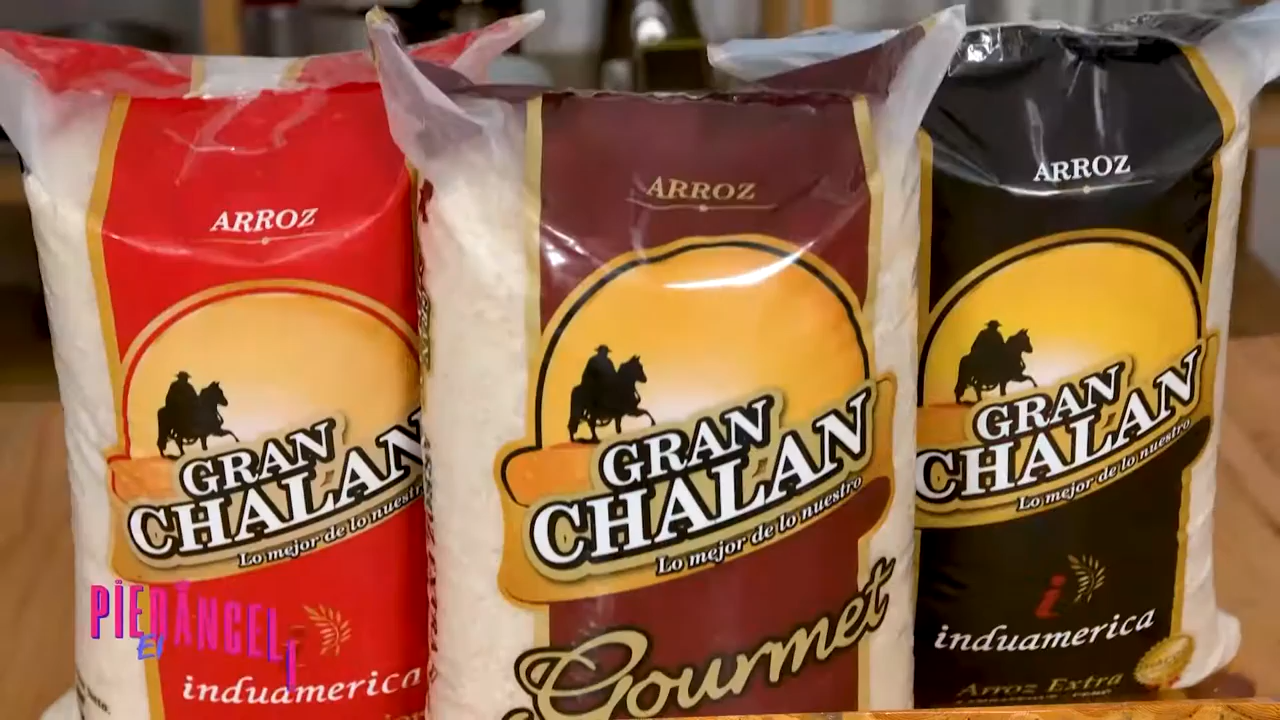 ARROZ
GRAN
CHALAN
Lo mejor de lo nuestro
induamerica
ARROZ
GRAN
CHALAN
Lo mejor de lo nuestro
Gourmet
ARROZ
GRAN
CHALAN
Lo mejor de lo nuestro
induamerica
Arroz Extra